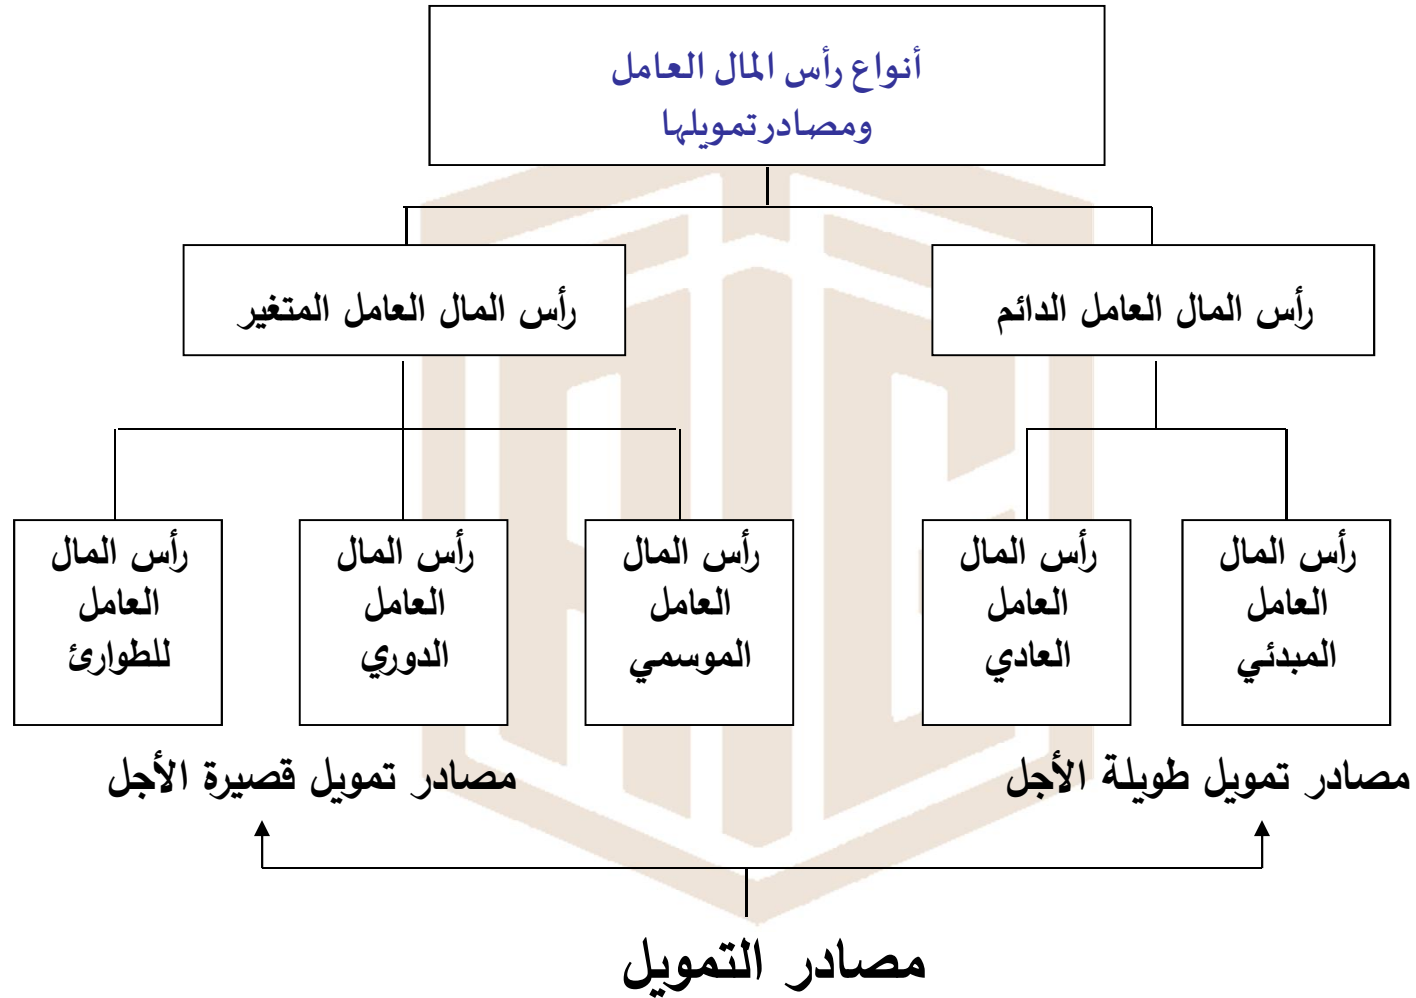 أنواع رأس المال العامل
ومصادر تمويلها
رأس المال العامل الدائم
رأس المال العامل المتغير
رأس المال
العامل
المبدئي
رأس المال
العامل
العادي
رأس المال
العامل
الموسمي
رأس المال
العامل
الدوري
رأس المال
العامل
للطوارئ
مصادر تمويل طويلة الأجل
مصادر تمويل قصيرة الأجل
مصادر التمويل